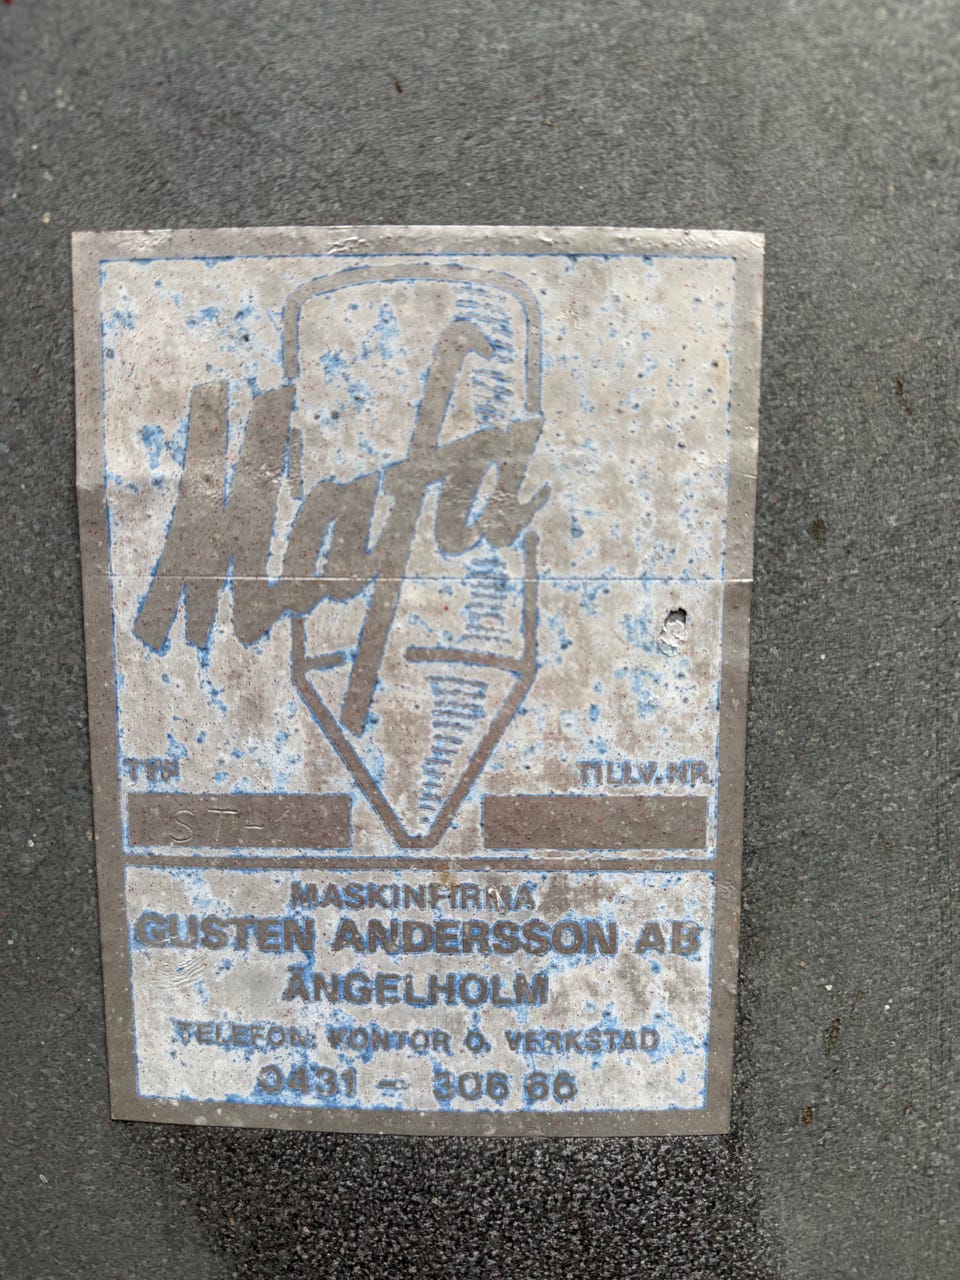 Mafa
TYP
TILLV. NR.
ST-
MASKINFIRMA
GUSTEN ANDERSSON AB
ÄNGELHOLM
TELEFON: KONTOR O. VERKSTAD
0431 - 306 66